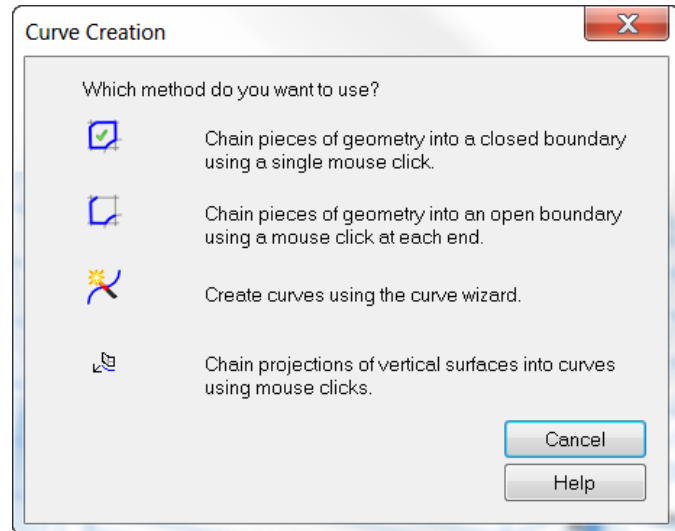 Curve Creation
Which method do you want to use?
Chain pieces of geometry into a closed boundary
using a single mouse click.
Chain pieces of geometry into an open boundary
using a mouse click at each end.
Create curves using the curve wizard.
Chain projections of vertical surfaces into curves
using mouse clicks.
Cancel
Help